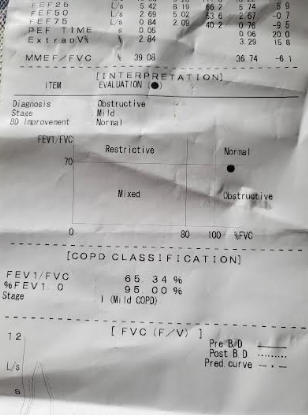 FEF25 L/s 5.42 8.19 66.2 5.74 5.9
FEF50 L/s 2.69 5.02 53.6 2.67 -0.7
FEF75 L/s 0.84 2.09 40.2 0.76 -9.5
PEF TIME s 0.05 0.06 20.0
ExtrapV% % 2.84 3.29 15.8
MMEF/FVC % 39.08 36.74 -6.1
[INTERPRETATION]
ITEM EVALUATION (●)
Diagnosis Obstructive
Stage Mild
BD Improvement Normal
FEV1/FVC
Restrictive Normal
70
Mixed Obstructive
0 80 100 %FVC
[COPD CLASSIFICATION]
FEV1/FVC 65.34 %
%FEV1.0 95.00 %
Stage I (Mild COPD)
[ FVC (F/V) ]
12 Pre B/D
Post B.D
L/s Pred.curve